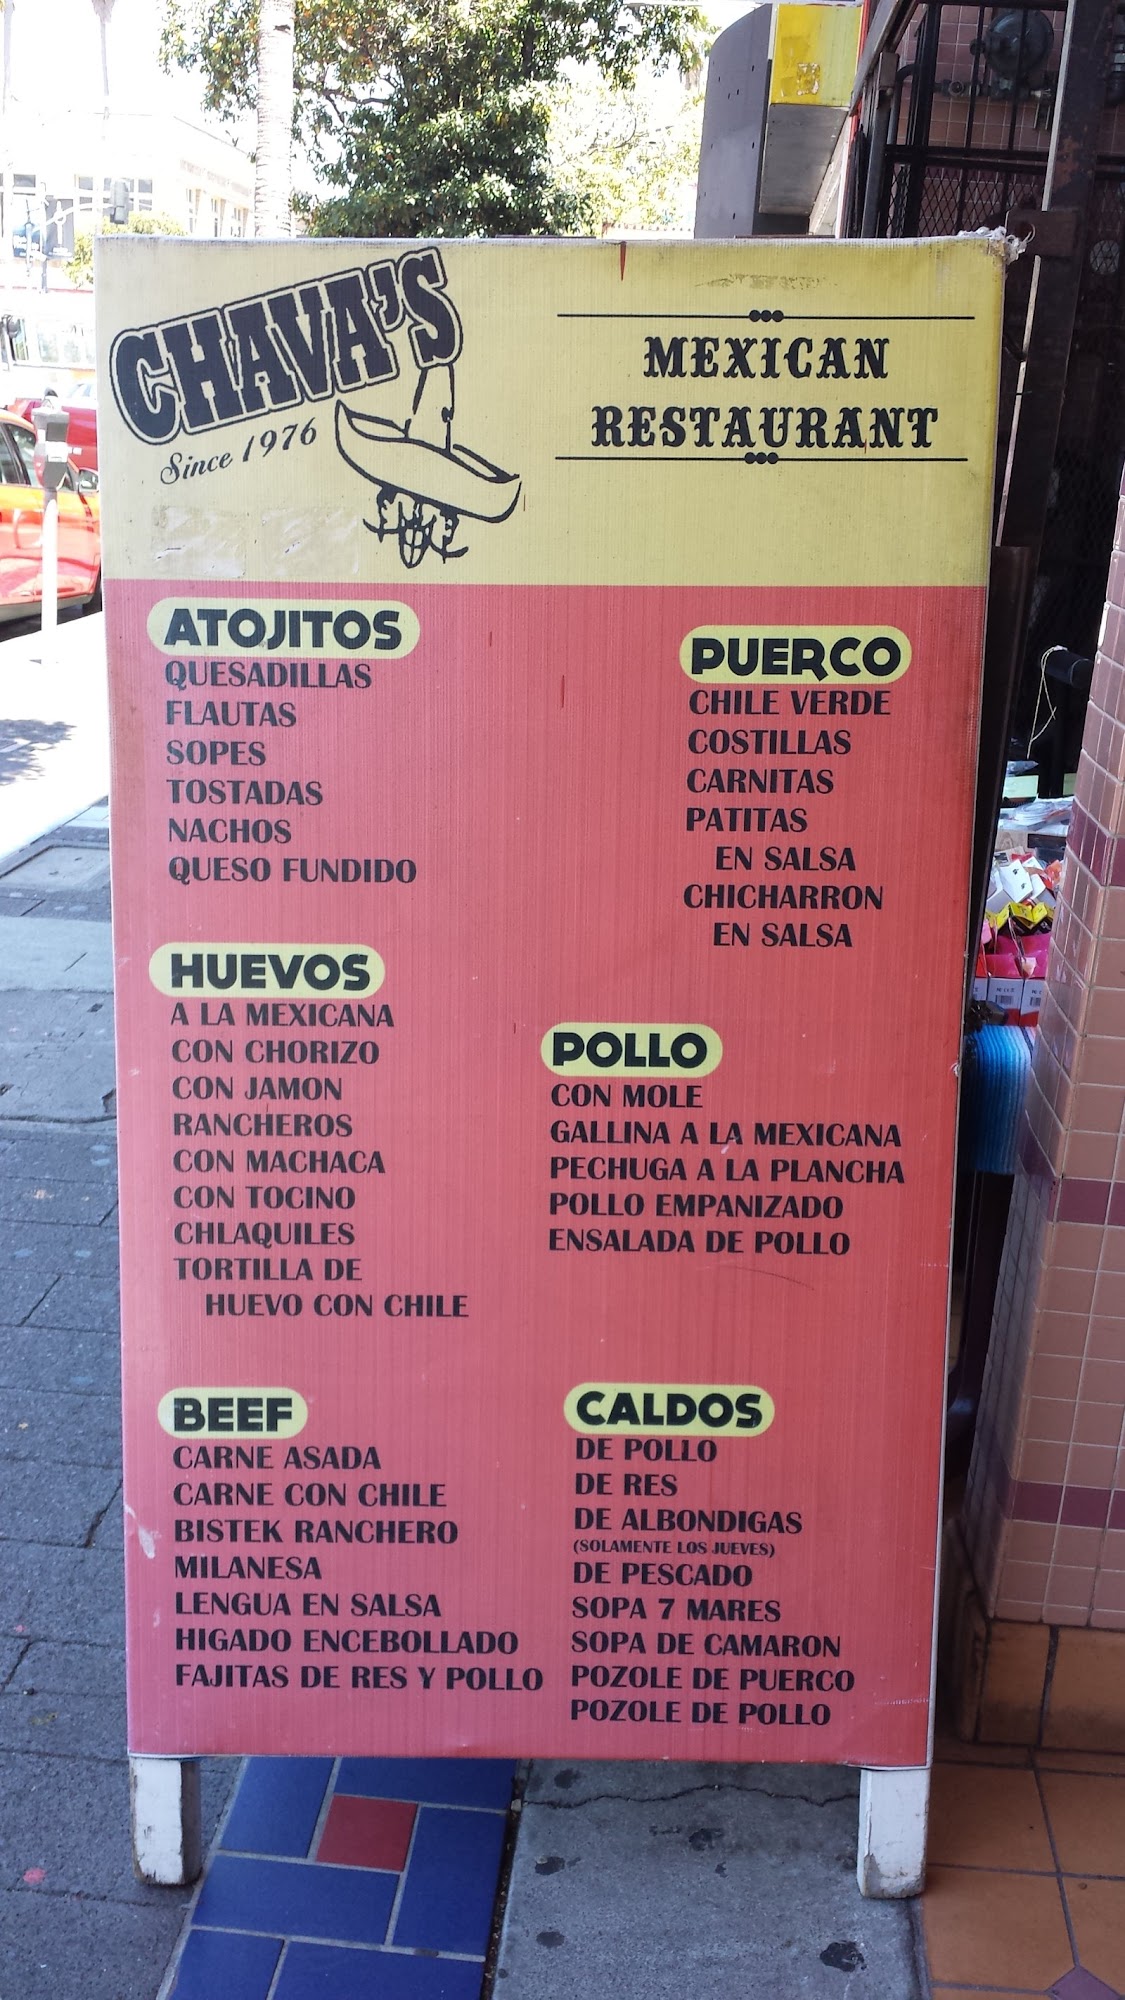 CHAVA'S
Since 1976
MEXICAN
RESTAURANT
ATOJITOS
QUESADILLAS
FLAUTAS
SOPES
TOSTADAS
NACHOS
QUESO FUNDIDO
HUEVOS
A LA MEXICANA
CON CHORIZO
CON JAMON
RANCHEROS
CON MACHACA
CON TOCINO
CHLAQUILES
TORTILLA DE
HUEVO CON CHILE
BEEF
CARNE ASADA
CARNE CON CHILE
BISTEK RANCHERO
MILANESA
LENGUA EN SALSA
HIGADO ENCEBOLLADO
FAJITAS DE RES Y POLLO
PUERCO
CHILE VERDE
COSTILLAS
CARNITAS
PATITAS
EN SALSA
CHICHARRON
EN SALSA
POLLO
CON MOLE
GALLINA A LA MEXICANA
PECHUGA A LA PLANCHA
POLLO EMPANIZADO
ENSALADA DE POLLO
CALDOS
DE POLLO
DE RES
DE ALBONDIGAS
(SOLAMENTE LOS JUEVES)
DE PESCADO
SOPA 7 MARES
SOPA DE CAMARON
POZOLE DE PUERCO
POZOLE DE POLLO